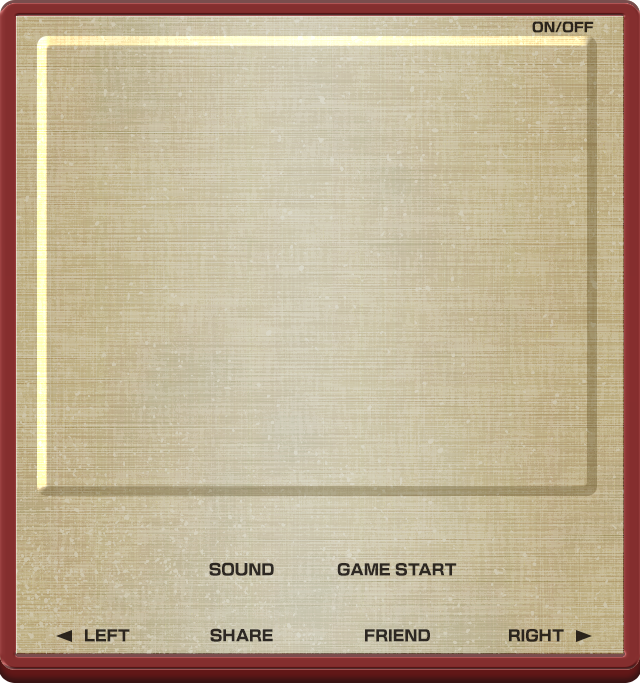 ON/OFF
SOUND GAME START
◄ LEFT SHARE FRIEND RIGHT ►